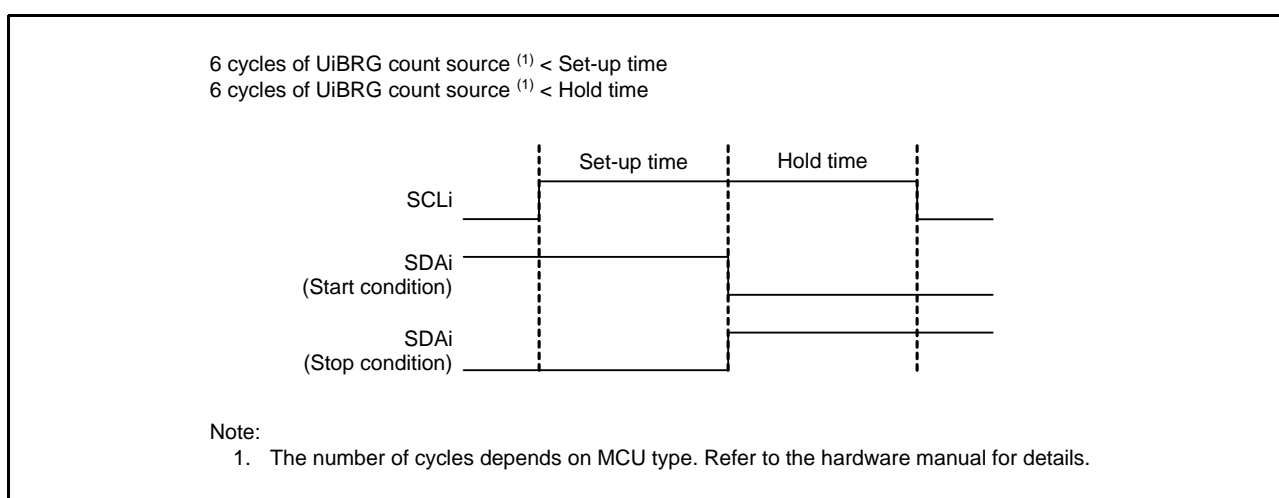 6 cycles of UiBRG count source (1) < Set-up time
6 cycles of UiBRG count source (1) < Hold time
Set-up time Hold time
SCLi
SDAi
(Start condition)
SDAi
(Stop condition)
Note:
1. The number of cycles depends on MCU type. Refer to the hardware manual for details.